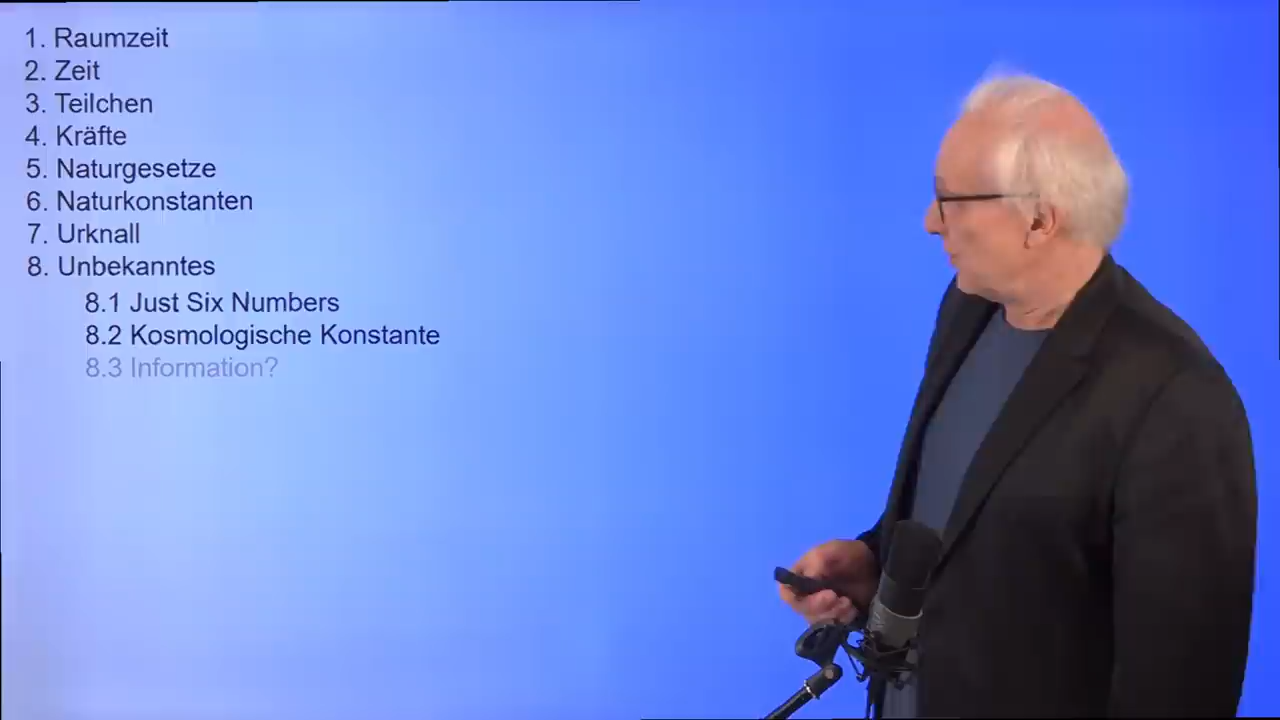 1. Raumzeit
2. Zeit
3. Teilchen
4. Kräfte
5. Naturgesetze
6. Naturkonstanten
7. Urknall
8. Unbekanntes
8.1 Just Six Numbers
8.2 Kosmologische Konstante
8.3 Information?